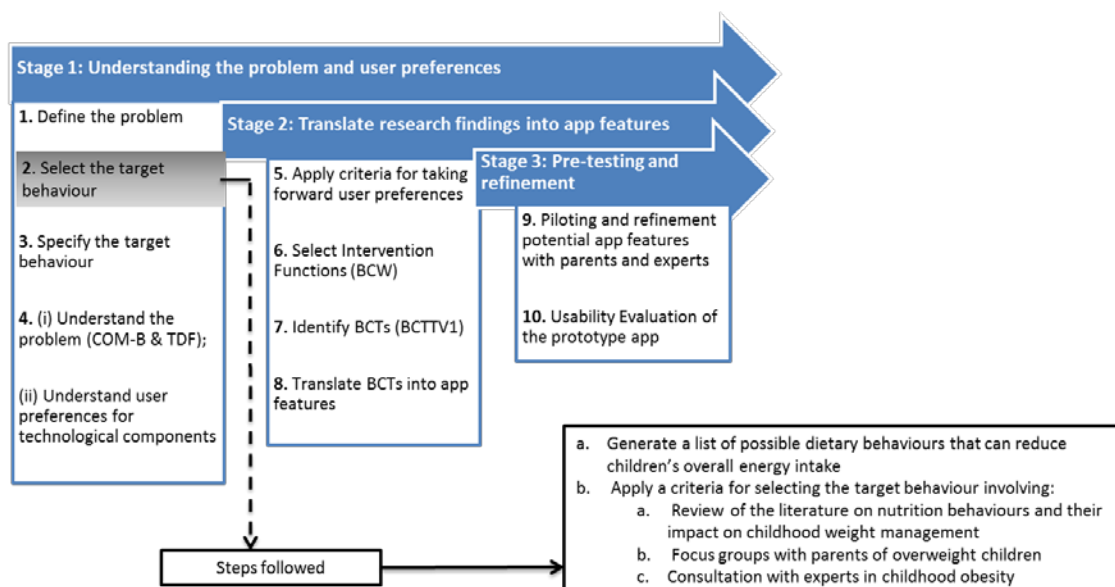 Stage 1: Understanding the problem and user preferences
1. Define the problem
2. Select the target
behaviour
3. Specify the target
behaviour
4. (i) Understand the
problem (COM-B & TDF);
(ii) Understand user
preferences for
technological components
Stage 2: Translate research findings into app features
5. Apply criteria for taking
forward user preferences
6. Select Intervention
Functions (BCW)
7. Identify BCTs (BCTTV1)
8. Translate BCTs into app
features
Stage 3: Pre-testing and
refinement
9. Piloting and refinement
potential app features
with parents and experts
10. Usability Evaluation of
the prototype app
Steps followed
a. Generate a list of possible dietary behaviours that can reduce
children's overall energy intake
b. Apply a criteria for selecting the target behaviour involving:
a. Review of the literature on nutrition behaviours and their
impact on childhood weight management
b. Focus groups with parents of overweight children
c. Consultation with experts in childhood obesity